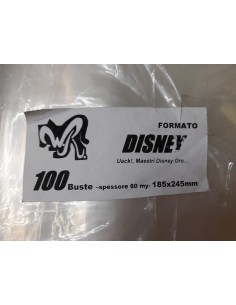 FORMATO
DISNEY
Uack!, Maestri Disney Oro...
100 Buste -spessore 60 my- 185x245mm